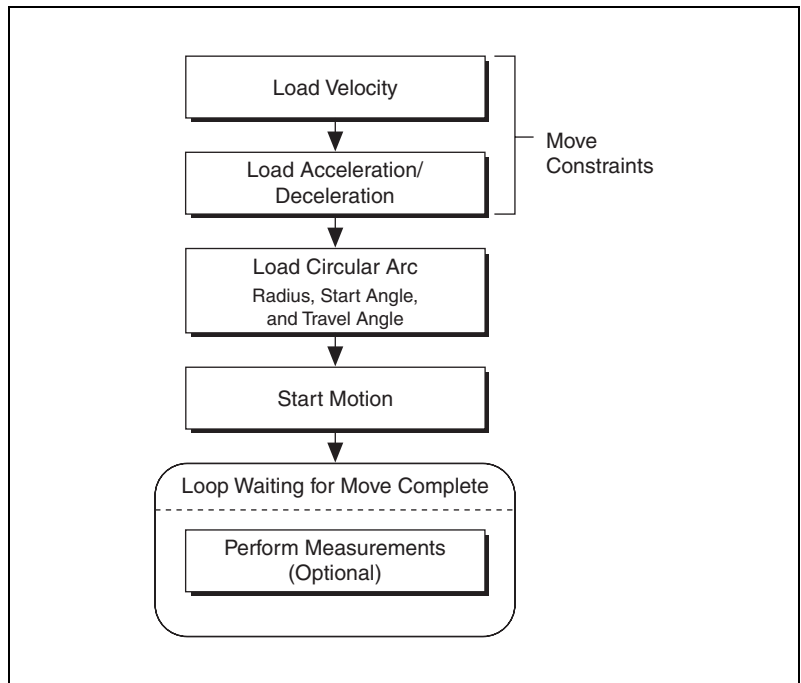 Load Velocity
Load Acceleration/
Deceleration
Move
Constraints
Load Circular Arc
Radius, Start Angle,
and Travel Angle
Start Motion
Loop Waiting for Move Complete
Perform Measurements
(Optional)